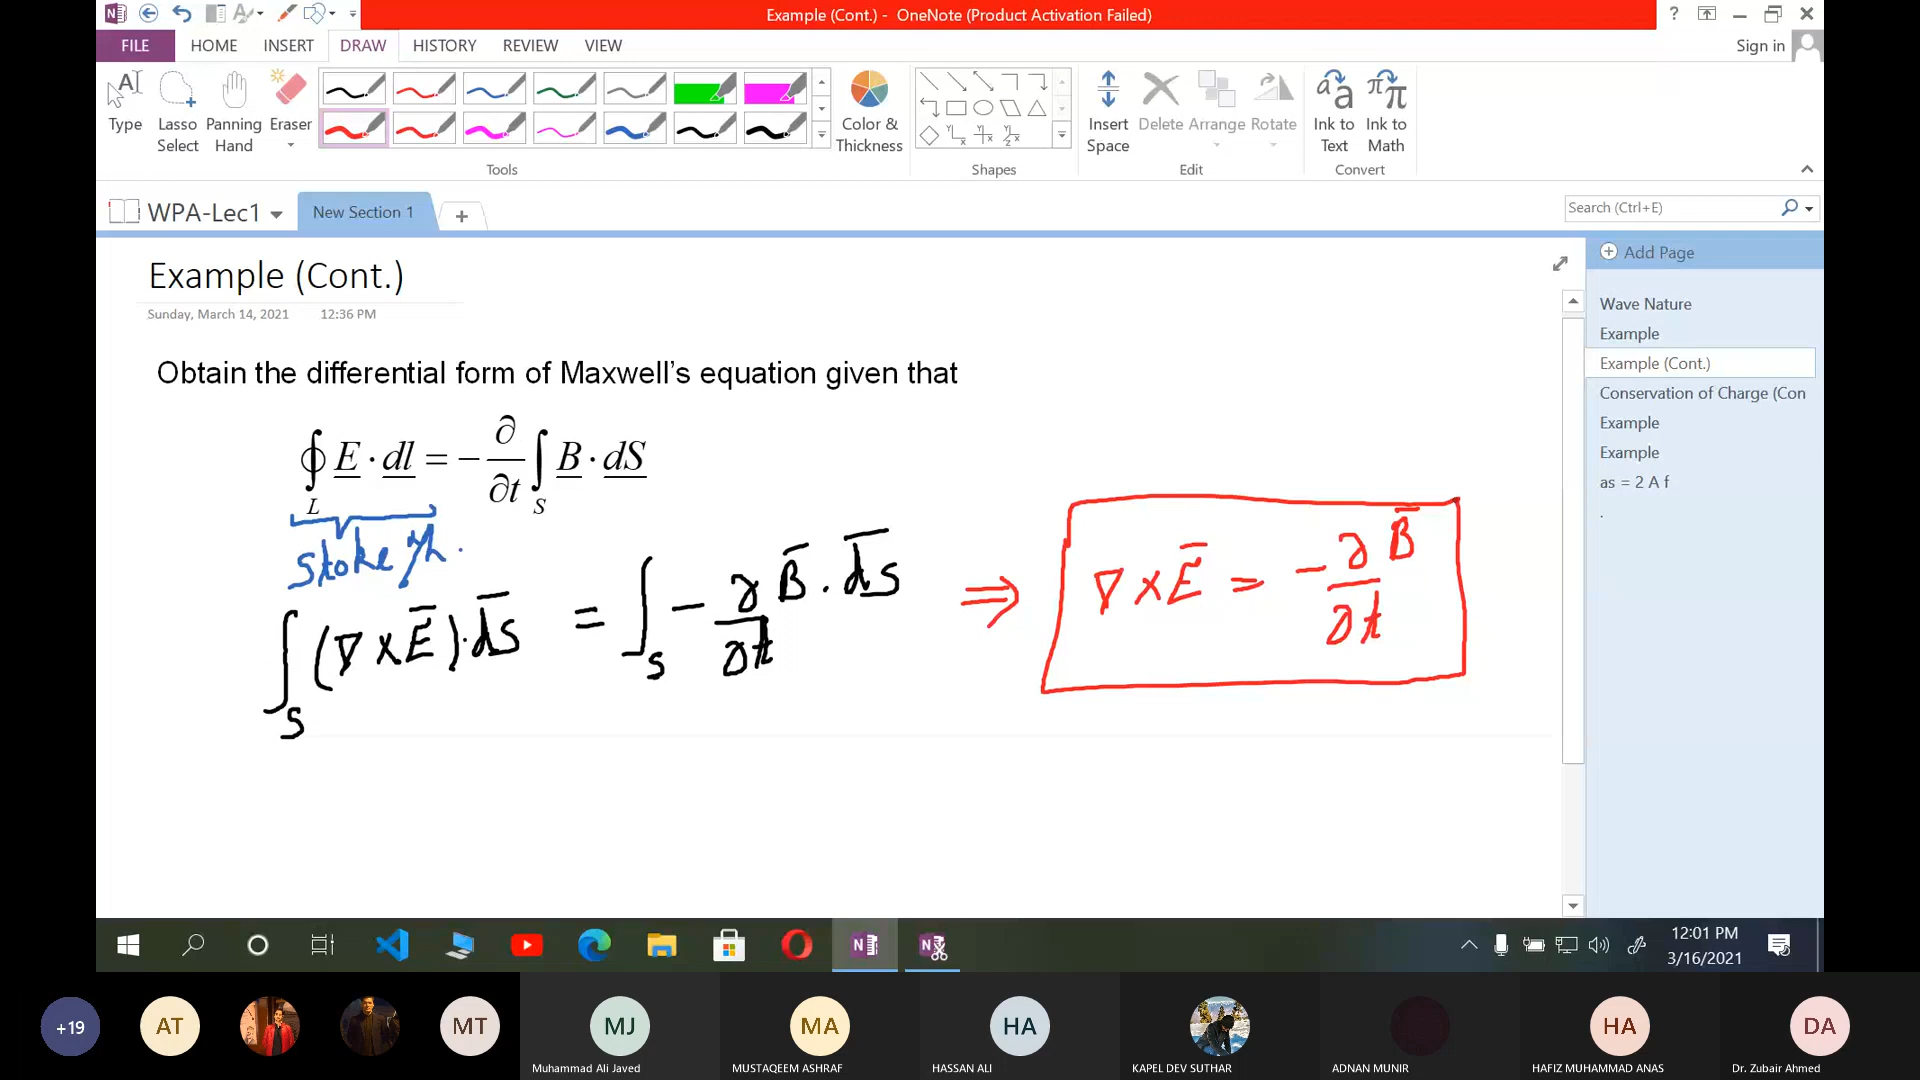 Example (Cont.) - OneNote (Product Activation Failed)
FILE HOME INSERT DRAW HISTORY REVIEW VIEW Sign in
Type Lasso Select Panning Hand Eraser Color & Thickness Insert Space Delete Arrange Rotate Ink to Text Ink to Math
Tools Shapes Edit Convert
WPA-Lec1 New Section 1 + Search (Ctrl+E)
Example (Cont.)
Sunday, March 14, 2021 12:36 PM
Obtain the differential form of Maxwell's equation given that
∮_L E · dl = − ∂/∂t ∫_S B · dS
Stoke th.
∫_S (∇ × E̅) · d̅s̅ = ∫_S − ∂/∂t B̅ · d̅s̅ ⇒ ∇ × E̅ = − ∂B̅/∂t
Add Page
Wave Nature
Example
Example (Cont.)
Conservation of Charge (Con
Example
Example
as = 2 A f
.
12:01 PM
3/16/2021
+19 AT MT MJ MA HA HA DA
Muhammad Ali Javed MUSTAQEEM ASHRAF HASSAN ALI KAPEL DEV SUTHAR ADNAN MUNIR HAFIZ MUHAMMAD ANAS Dr. Zubair Ahmed